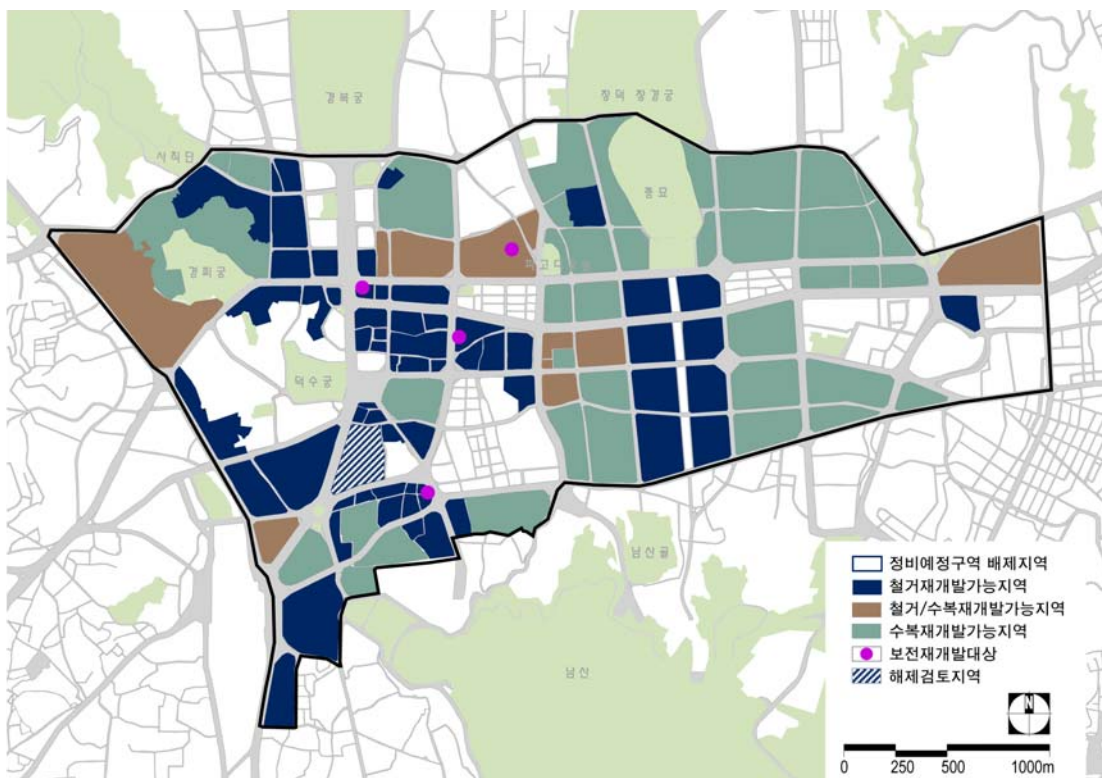 경복궁
창덕 창경궁
사직단
종묘
경희궁
파고다
덕수궁
남산골
남산
정비예정구역 배제지역
철거재개발가능지역
철거/수복재개발가능지역
수복재개발가능지역
보전재개발대상
해제검토지역
N
0 250 500 1000m